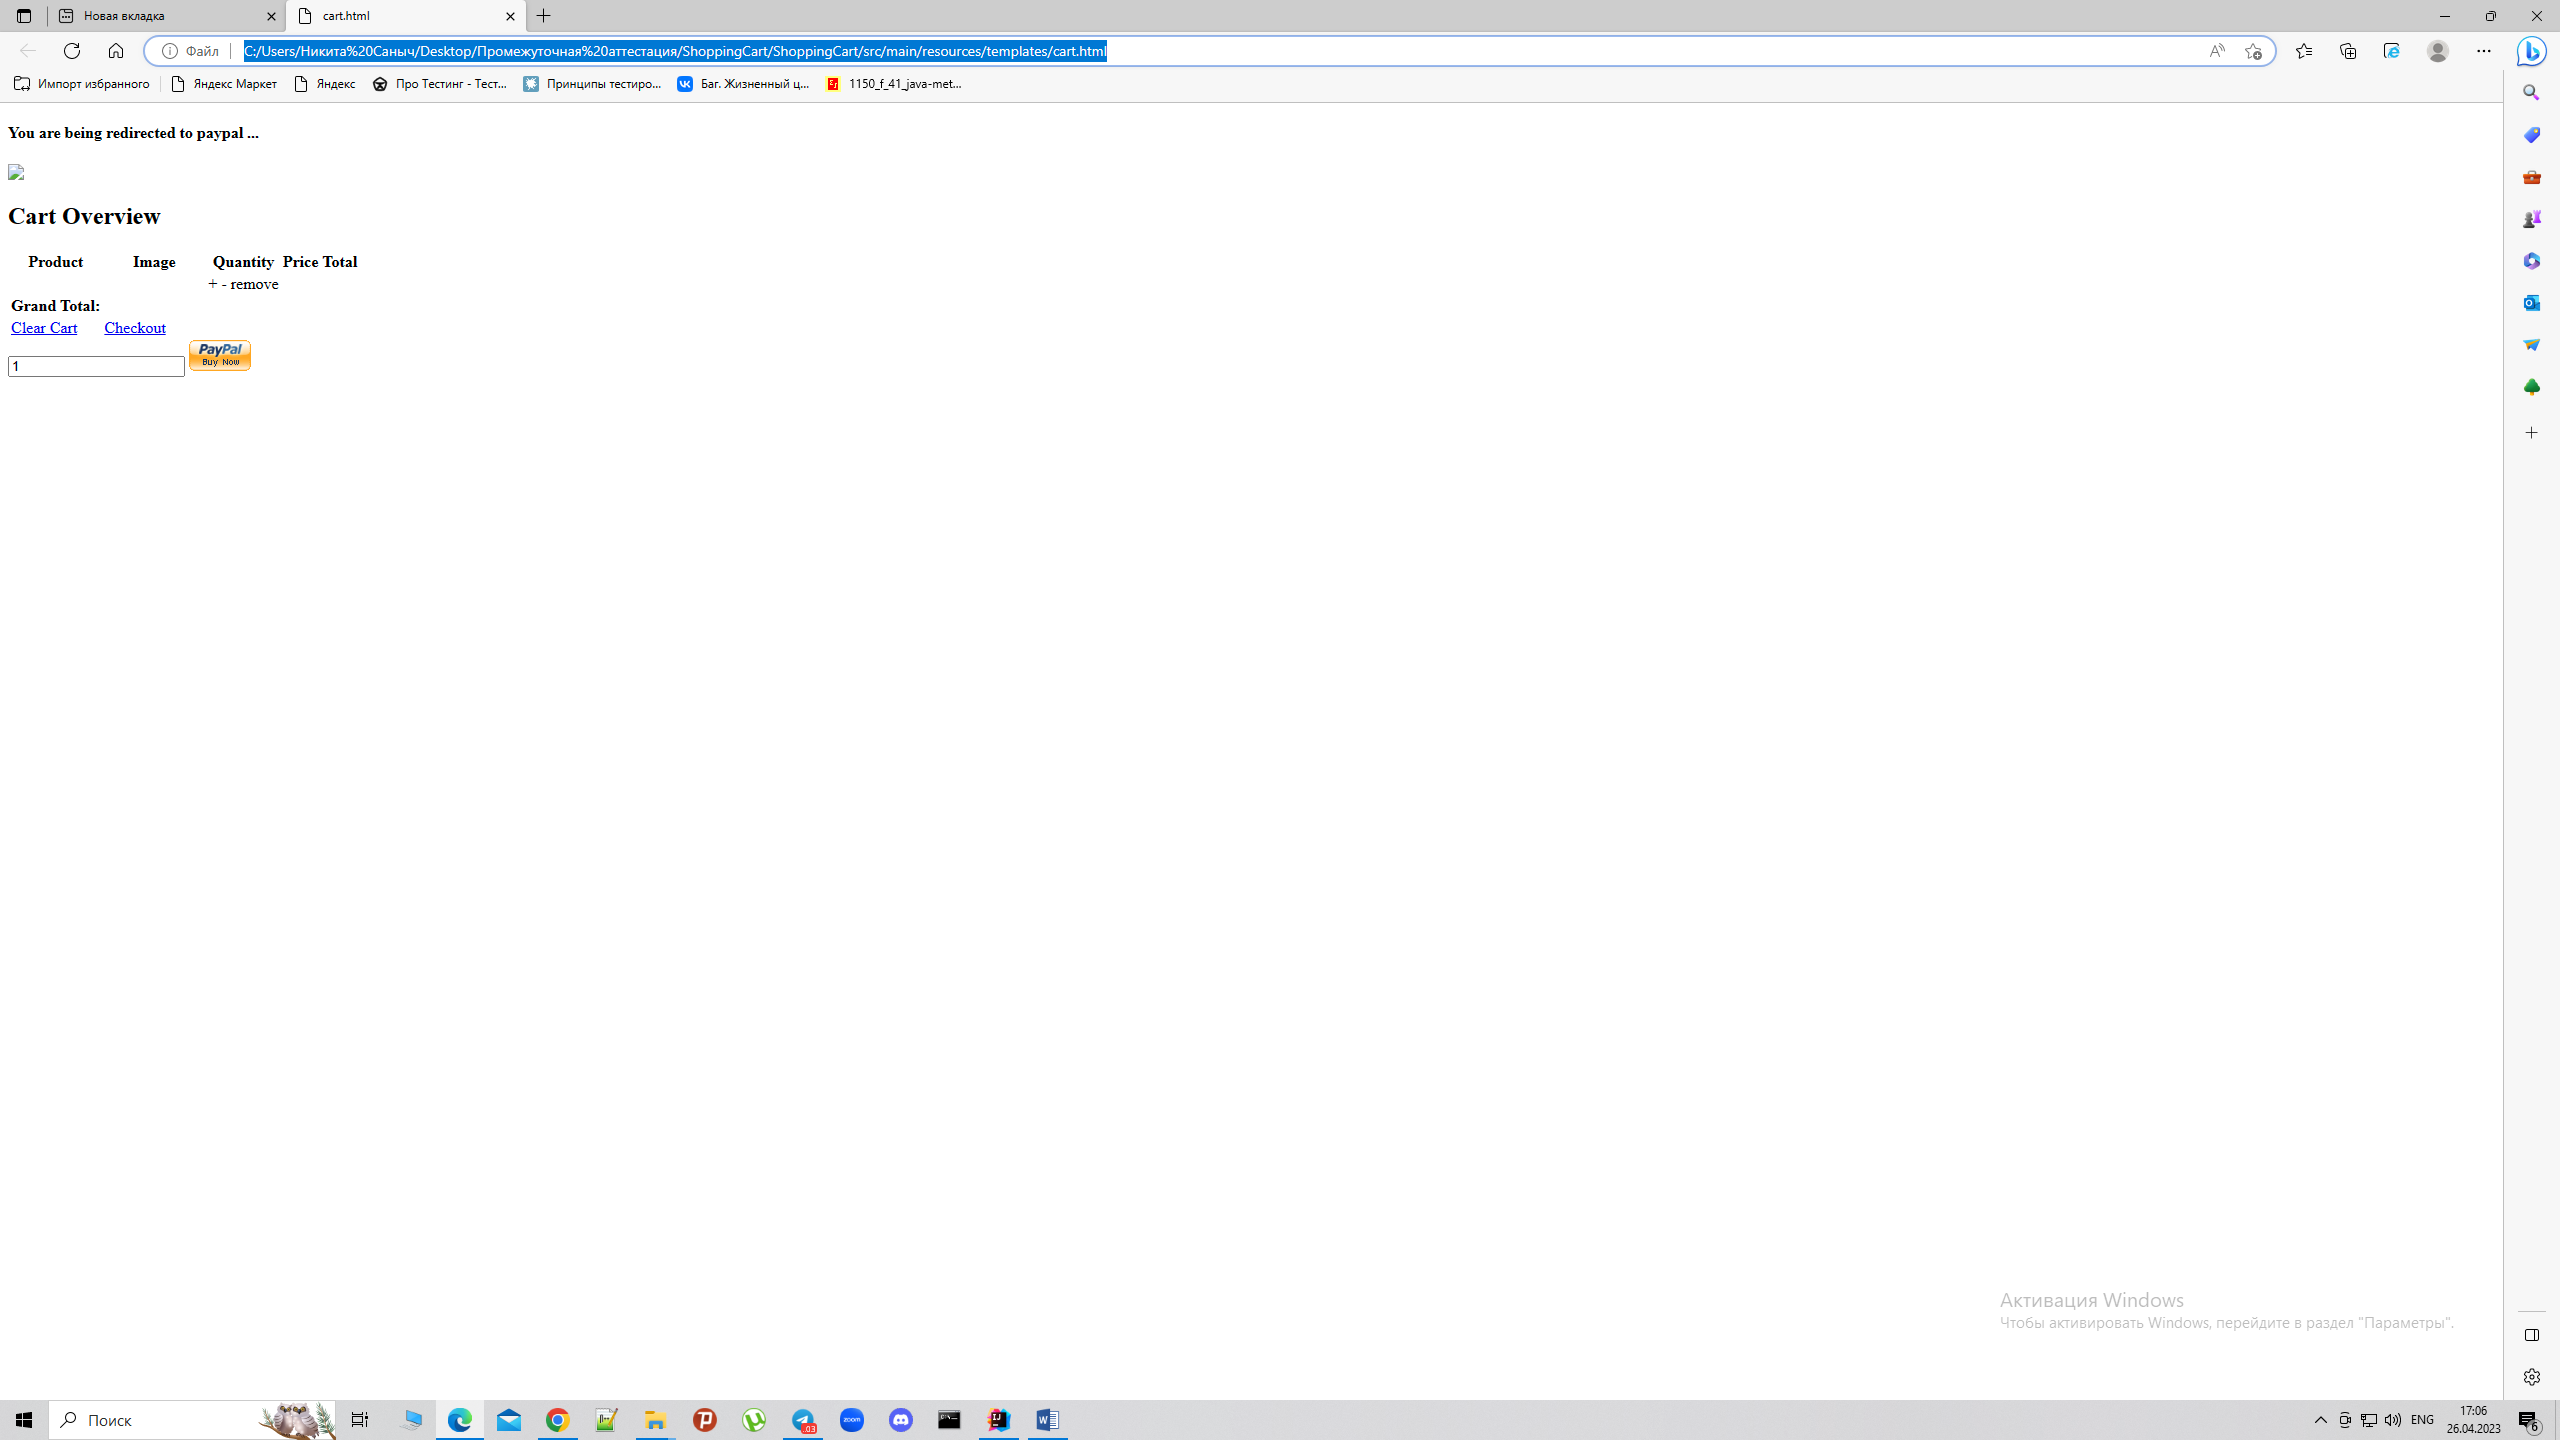 Новая вкладка
cart.html
Файл
C:/Users/Никита%20Саныч/Desktop/Промежуточная%20аттестация/ShoppingCart/ShoppingCart/src/main/resources/templates/cart.html
Импорт избранного
Яндекс Маркет
Яндекс
Про Тестинг - Тест...
Принципы тестиро...
Баг. Жизненный ц...
1150_f_41_java-met...
You are being redirected to paypal ...
Cart Overview
Product Image Quantity Price Total
+ - remove
Grand Total:
Clear Cart Checkout
1
PayPal
Buy Now
Активация Windows
Чтобы активировать Windows, перейдите в раздел "Параметры".
Поиск
.03
zoom
ENG
17:06
26.04.2023
6